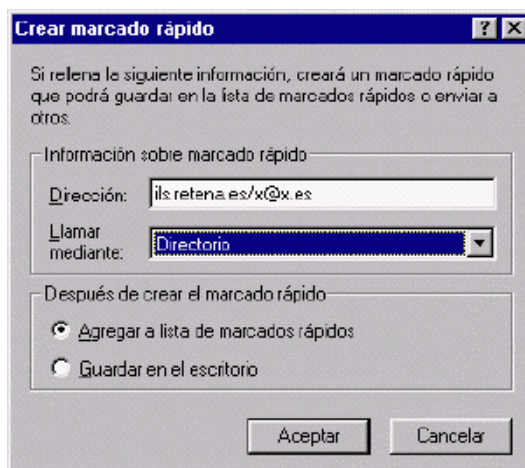 Crear marcado rápido
Si rellena la siguiente información, creará un marcado rápido
que podrá guardar en la lista de marcados rápidos o enviar a
otros.
Información sobre marcado rápido
Dirección: ils.retena.es/x@x.es
Llamar
mediante: Directorio
Después de crear el marcado rápido
Agregar a lista de marcados rápidos
Guardar en el escritorio
Aceptar Cancelar